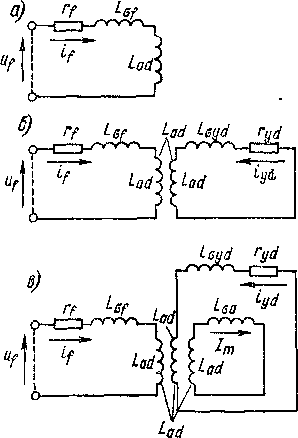 а)
r_f
L_σf
u_f
i_f
L_ad
б)
r_f
L_σf
L_ad
L_σyd
r_yd
u_f
i_f
L_ad
L_ad
i_yd
L_σyd
r_yd
в)
i_yd
r_f
L_σf
L_ad
L_σa
u_f
i_f
L_ad
I_m
L_ad
L_ad